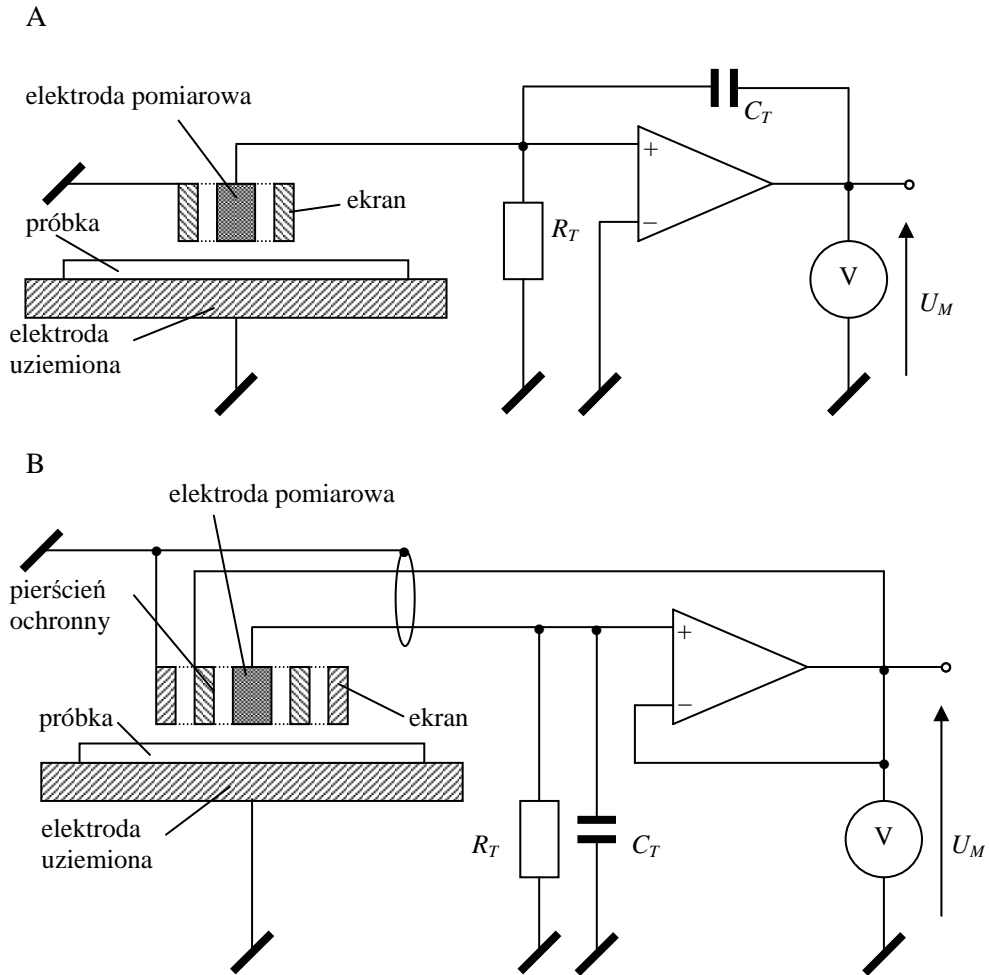 A
elektroda pomiarowa
C_T
+
ekran
próbka
R_T
−
V
U_M
elektroda
uziemiona
B
elektroda pomiarowa
pierścień
ochronny
+
−
ekran
próbka
elektroda
uziemiona
R_T
C_T
V
U_M